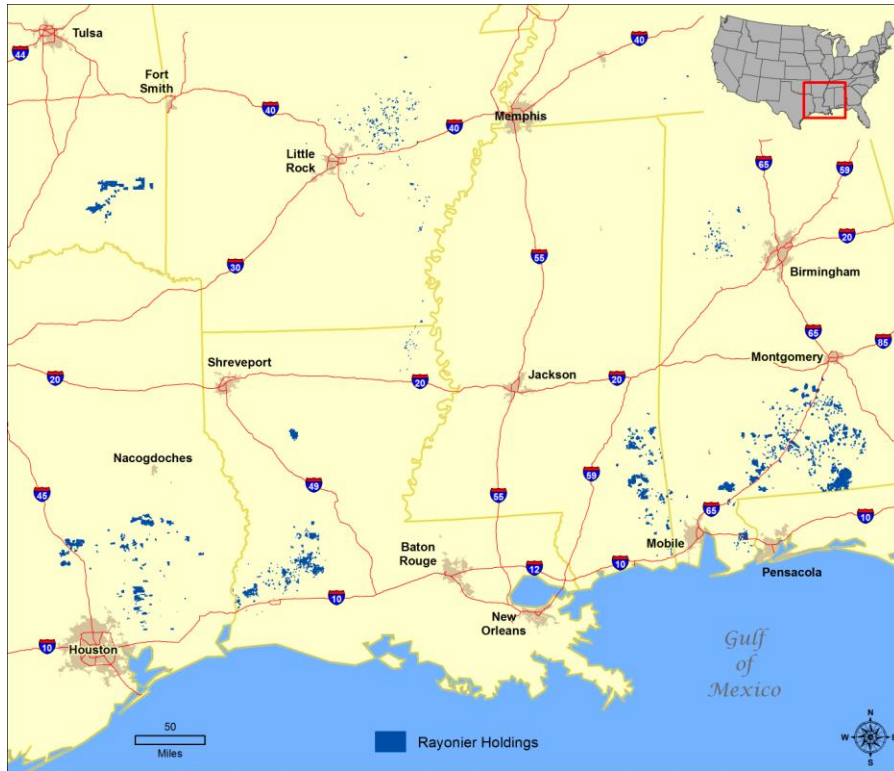 Tulsa
44
40
Fort
Smith
40
40
Memphis
65
59
Little
Rock
40
20
Birmingham
55
30
65
85
Montgomery
Shreveport
20
20
Jackson
20
Nacogdoches
45
49
55
59
65
10
Mobile
Baton
Rouge
12
10
Pensacola
10
New
Orleans
10
Houston
Gulf
of
Mexico
50
Miles
Rayonier Holdings
N
W
E
S